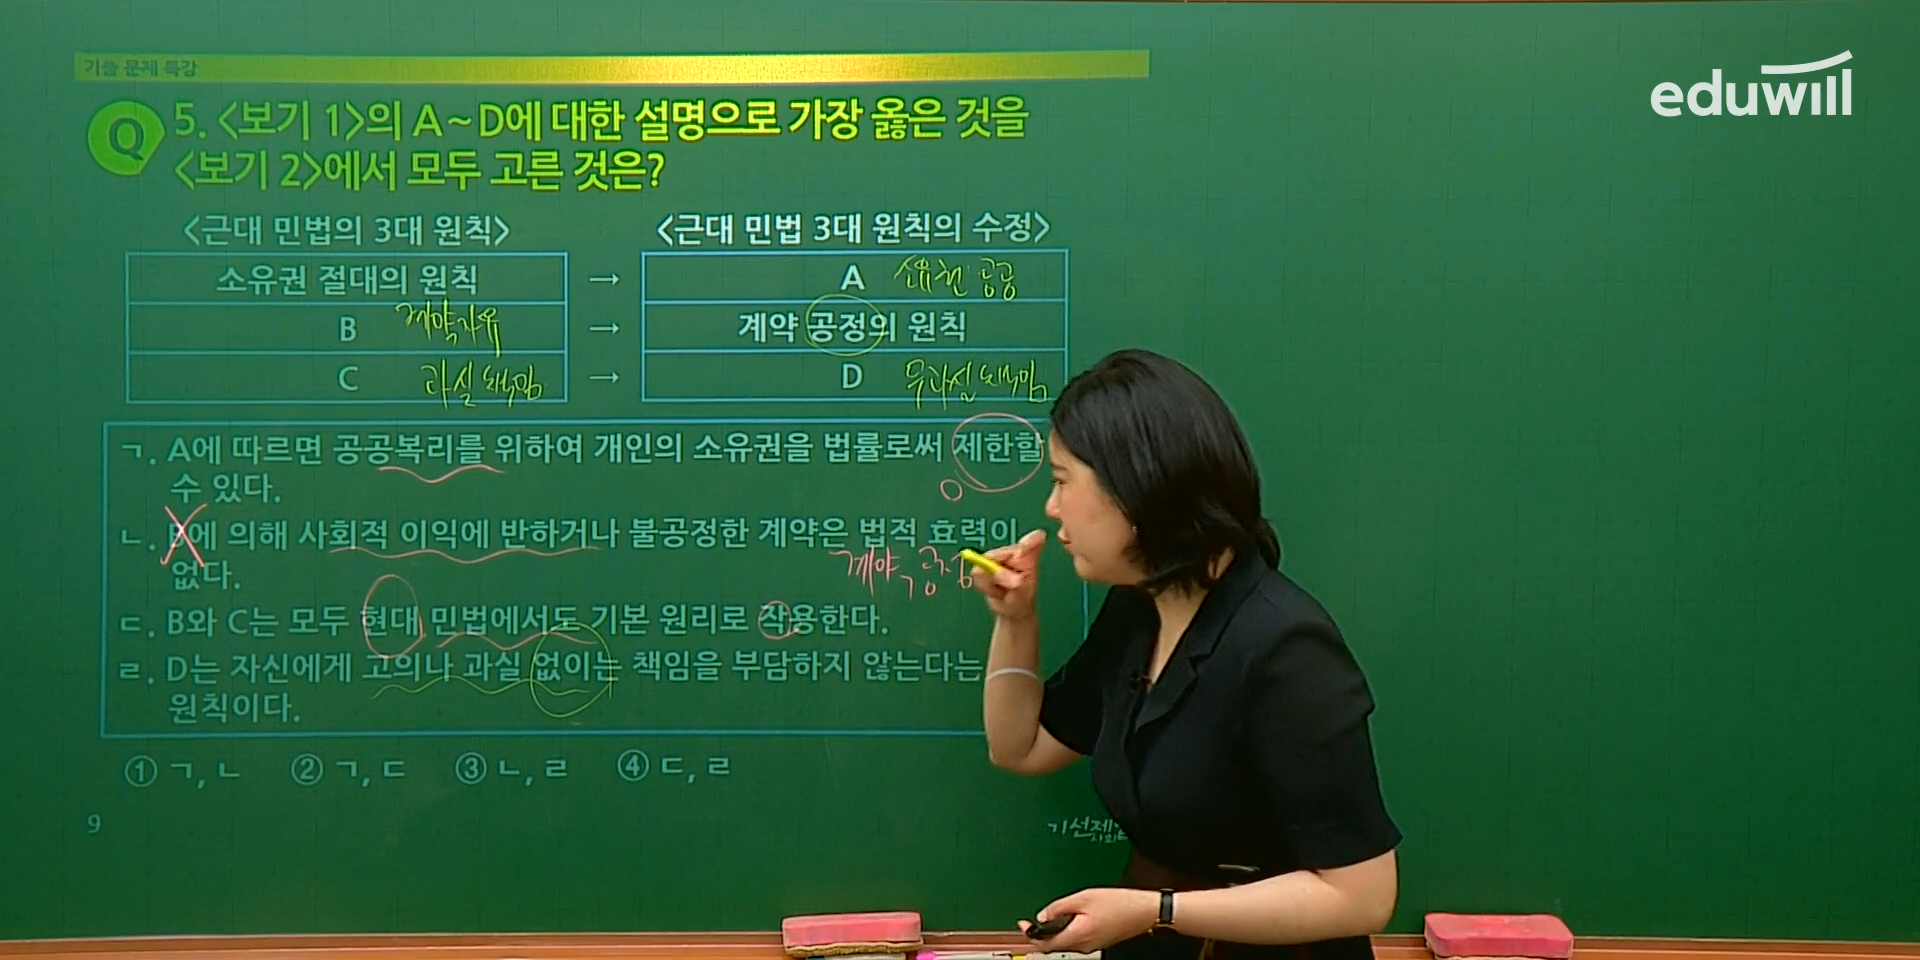 eduwill
기출 문제 특강
Q 5. <보기 1>의 A~D에 대한 설명으로 가장 옳은 것을
<보기 2>에서 모두 고른 것은?
<근대 민법의 3대 원칙> <근대 민법 3대 원칙의 수정>
소유권 절대의 원칙 → A 소유권 공공
B 계약자유 → 계약 공정의 원칙
C 과실책임 → D 무과실책임
ㄱ. A에 따르면 공공복리를 위하여 개인의 소유권을 법률로써 제한할
수 있다.
ㄴ. B에 의해 사회적 이익에 반하거나 불공정한 계약은 법적 효력이
없다. 계약 공정
ㄷ. B와 C는 모두 현대 민법에서도 기본 원리로 작용한다.
ㄹ. D는 자신에게 고의나 과실 없이는 책임을 부담하지 않는다는
원칙이다.
① ㄱ, ㄴ ② ㄱ, ㄷ ③ ㄴ, ㄹ ④ ㄷ, ㄹ
9